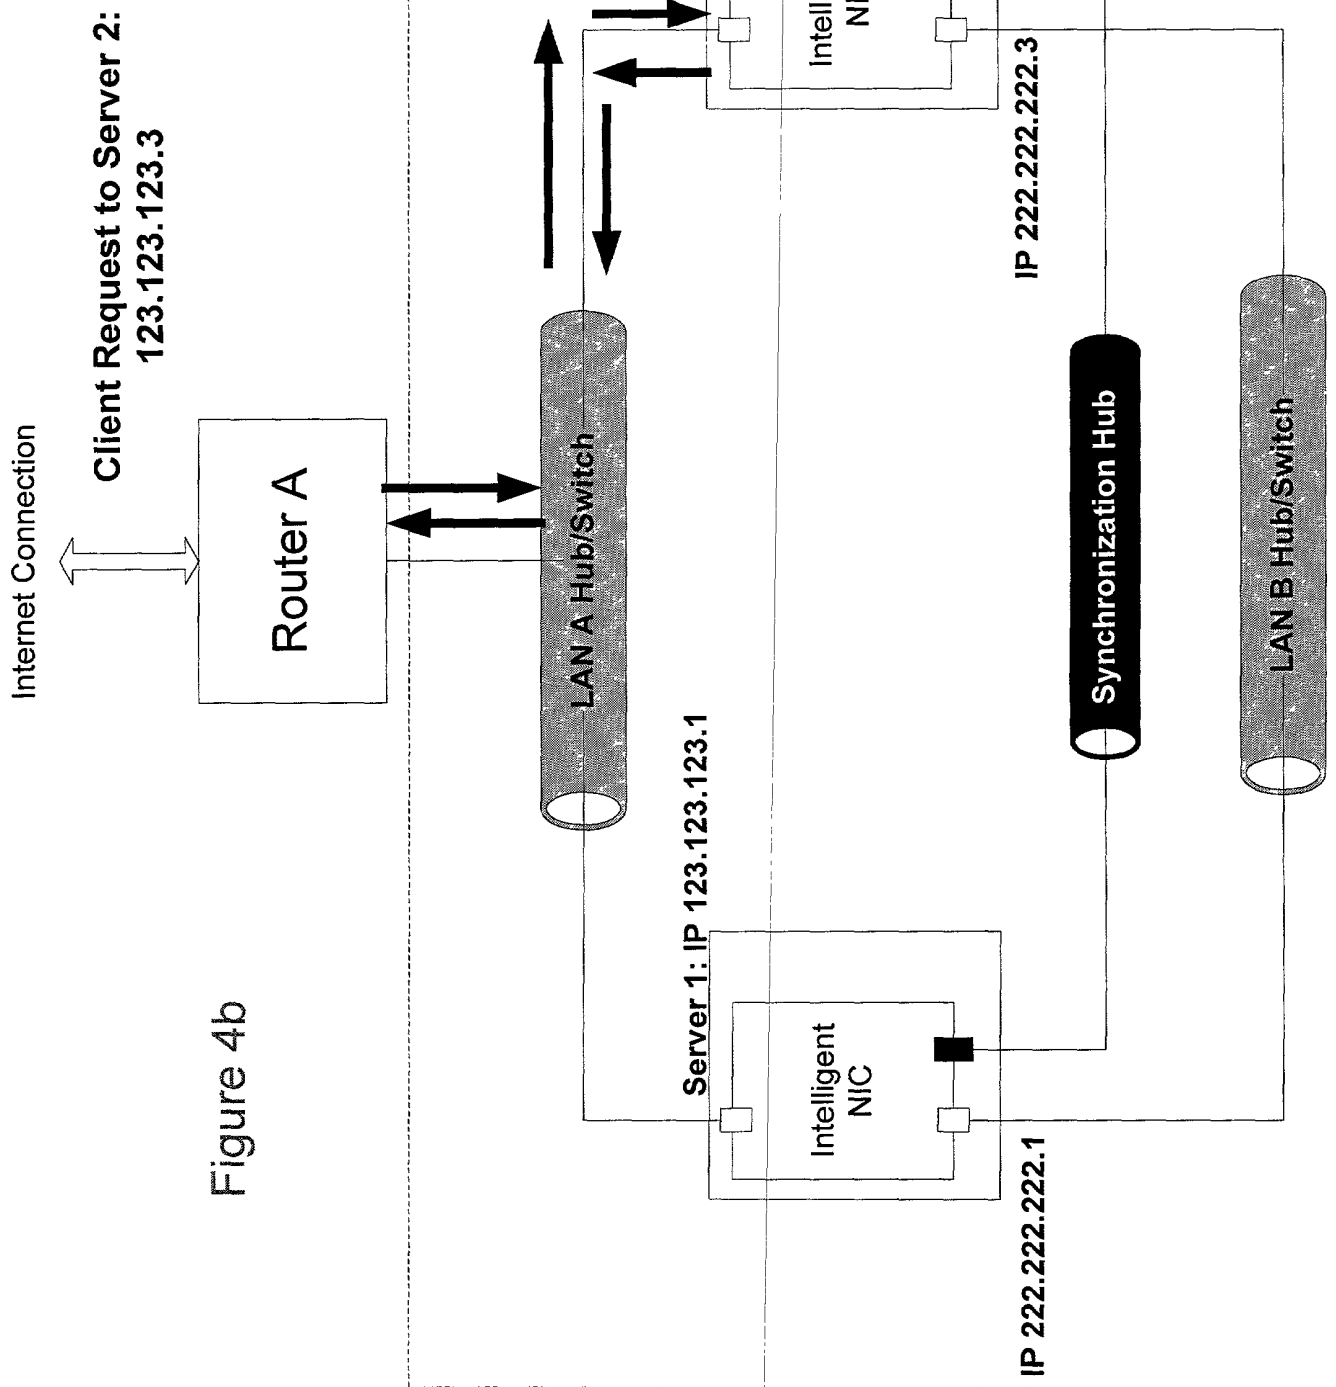 Internet Connection
Client Request to Server 2:
123.123.123.3
Router A
LAN A Hub/Switch
Figure 4b
Server 1: IP 123.123.123.1
Intelligent
NIC
IP 222.222.222.1
IP 222.222.222.3
Synchronization Hub
LAN B Hub/Switch